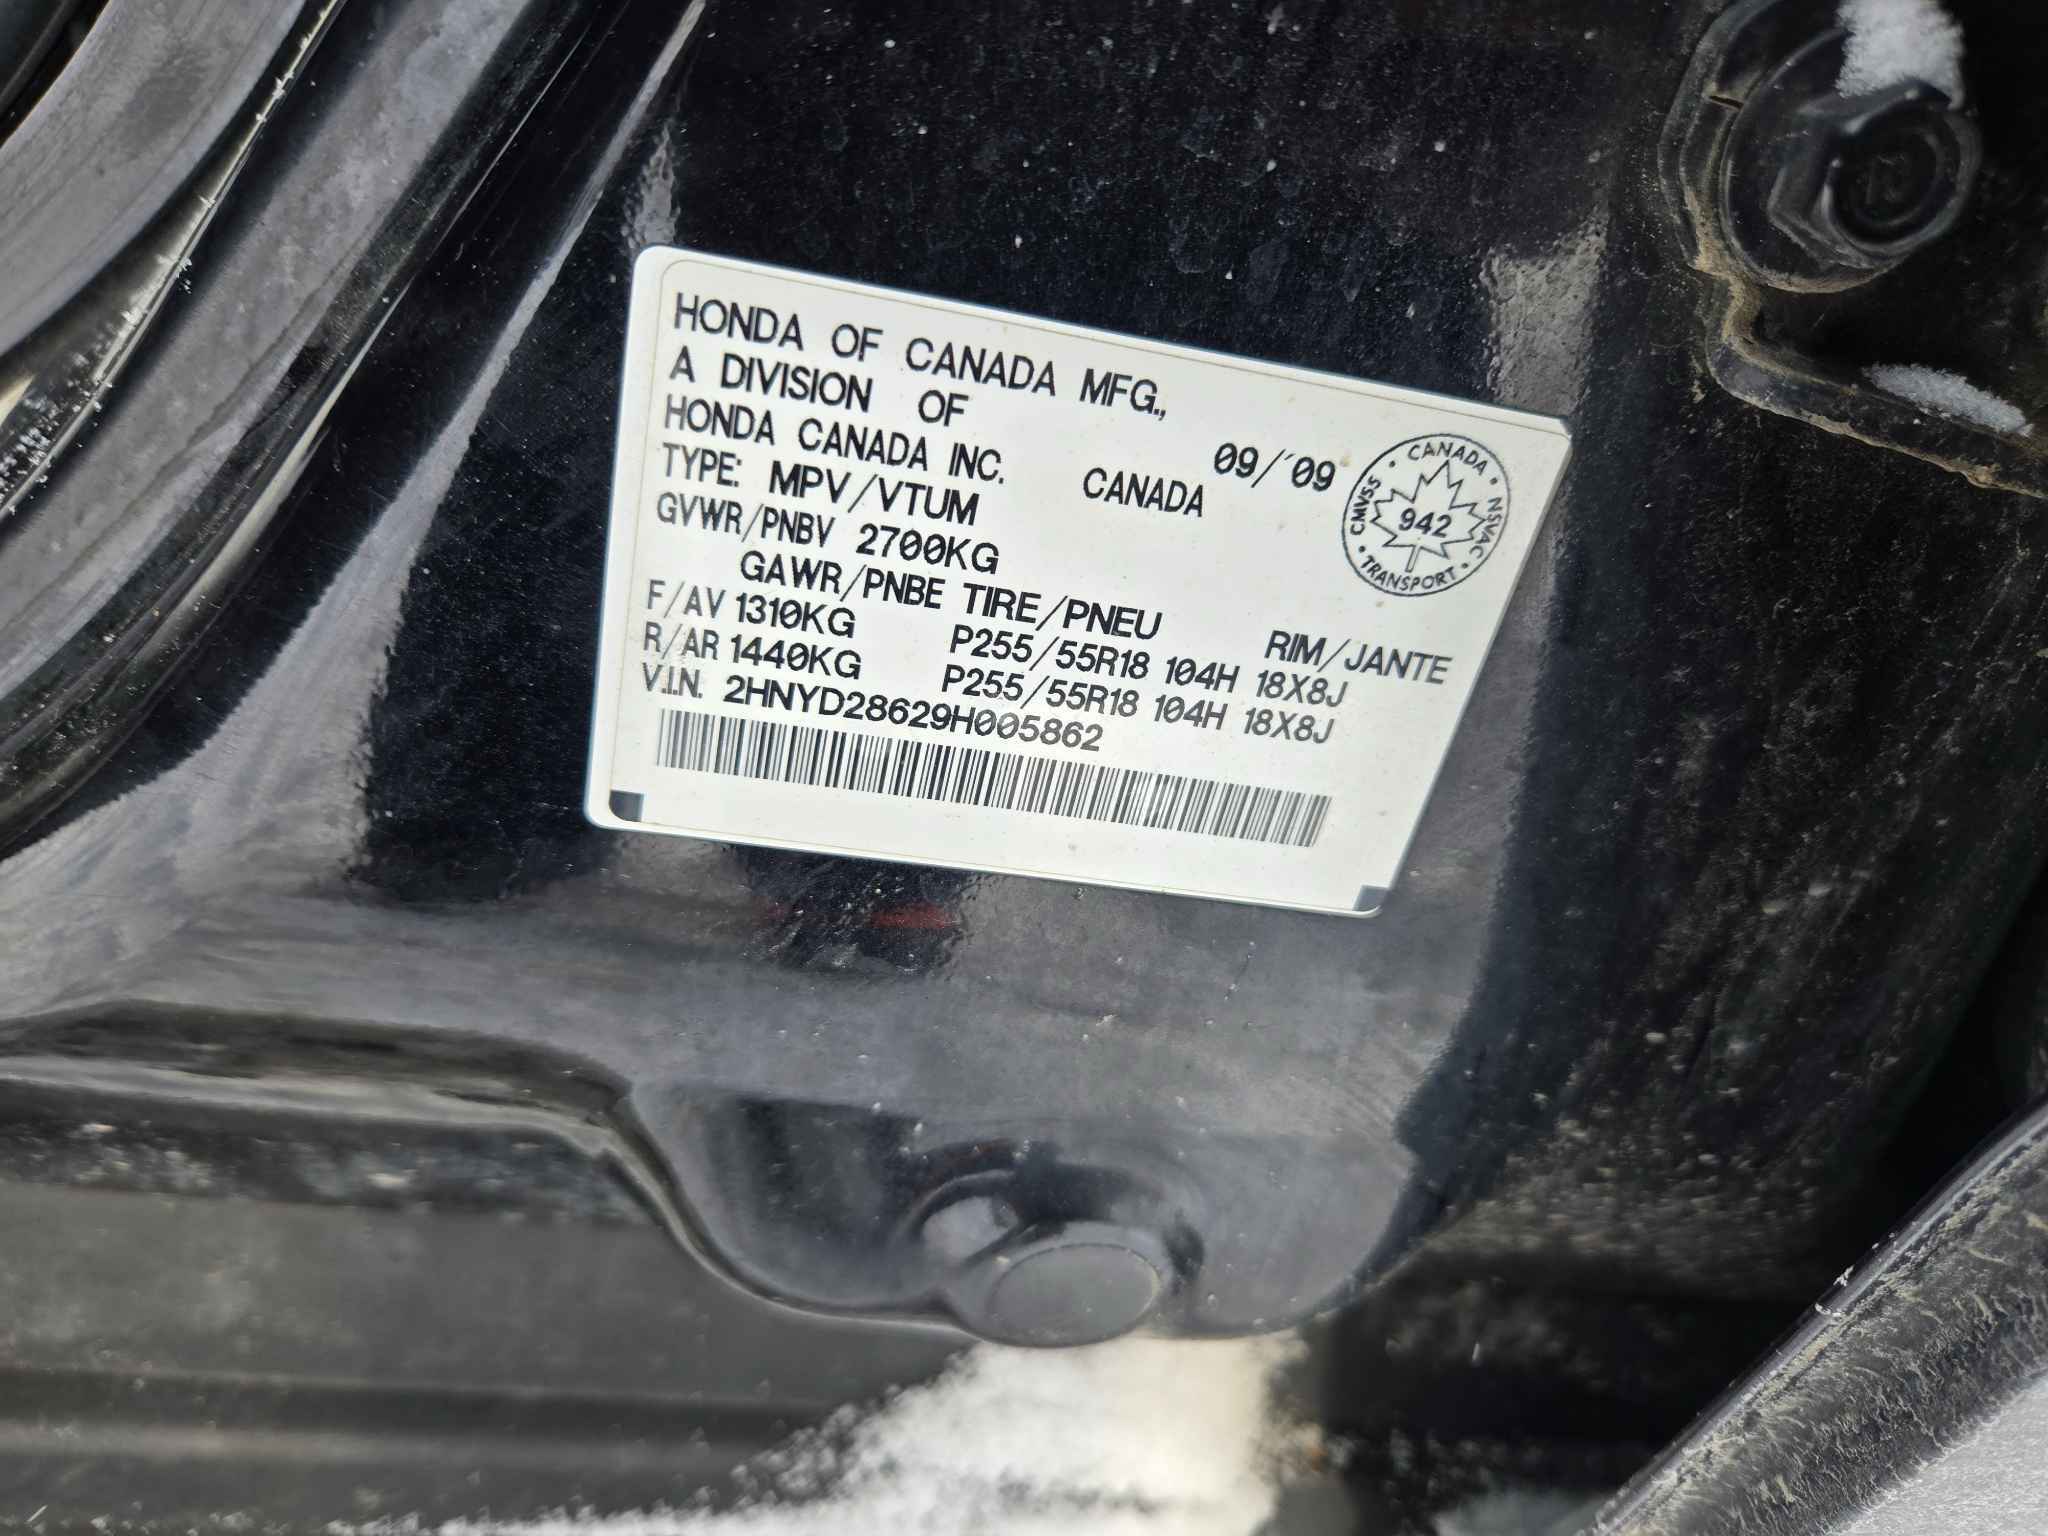 HONDA OF CANADA MFG.,
A DIVISION OF
HONDA CANADA INC. CANADA 09/'09
TYPE: MPV/VTUM
GVWR/PNBV 2700KG
GAWR/PNBE TIRE/PNEU RIM/JANTE
F/AV 1310KG P255/55R18 104H 18X8J
R/AR 1440KG P255/55R18 104H 18X8J
V.I.N. 2HNYD28629H005862
CANADA
CMVSS
NSVAC
942
TRANSPORT